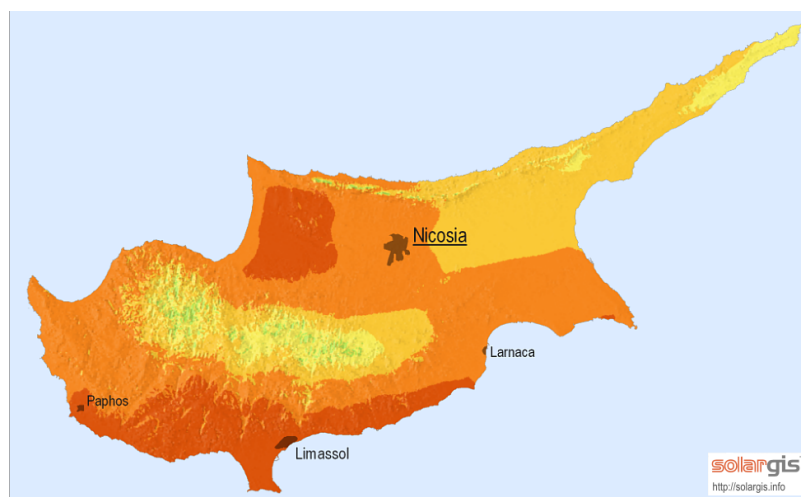 Nicosia
Larnaca
Paphos
Limassol
solargis
http://solargis.info